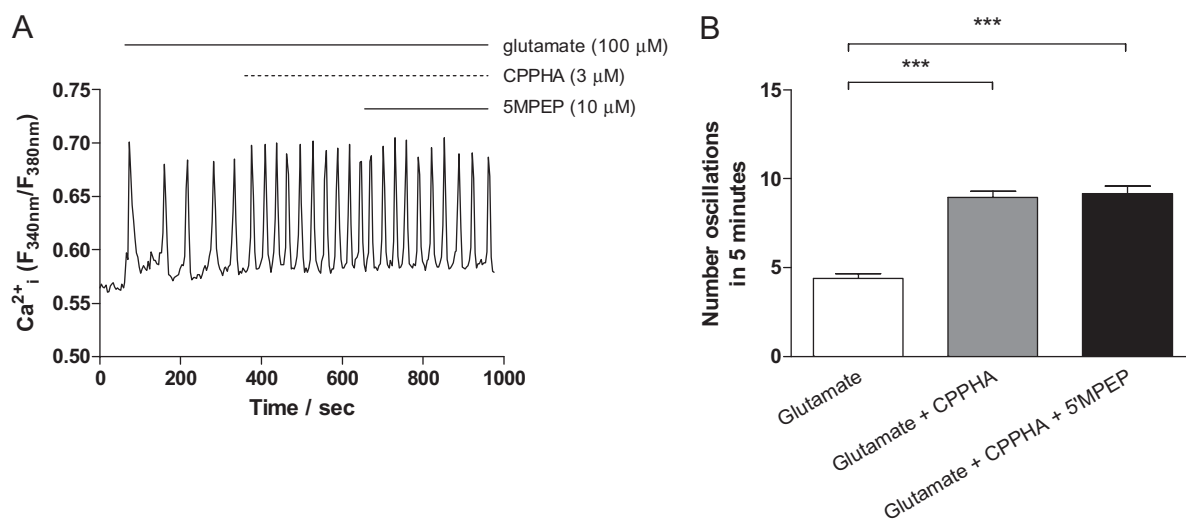 A
glutamate (100 μM)
CPPHA (3 μM)
5MPEP (10 μM)
0.75
0.70
0.65
0.60
0.55
0.50
Ca2+i (F340nm/F380nm)
0 200 400 600 800 1000
Time / sec
B
***
***
15
10
5
0
Number oscillations
in 5 minutes
Glutamate
Glutamate + CPPHA
Glutamate + CPPHA + 5'MPEP